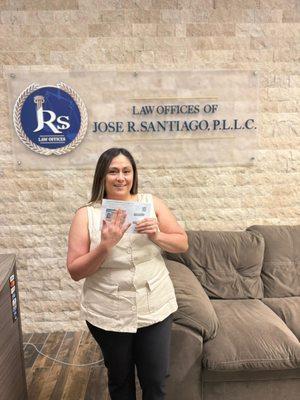 JRS
LAW OFFICES
LAW OFFICES OF
JOSE R. SANTIAGO, P.L.L.C.